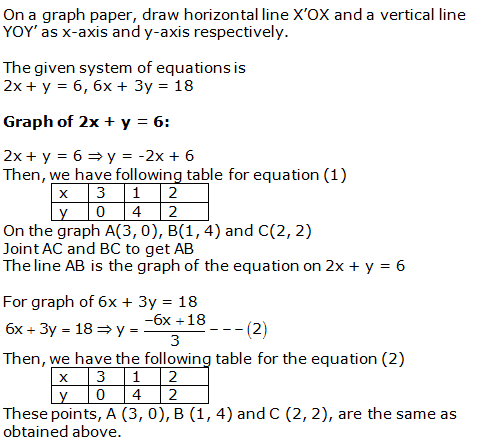 On a graph paper, draw horizontal line X'OX and a vertical line
YOY' as x-axis and y-axis respectively.
The given system of equations is
2x + y = 6, 6x + 3y = 18
Graph of 2x + y = 6:
2x + y = 6 ⇒ y = -2x + 6
Then, we have following table for equation (1)
x 3 1 2
y 0 4 2
On the graph A(3, 0), B(1, 4) and C(2, 2)
Joint AC and BC to get AB
The line AB is the graph of the equation on 2x + y = 6
For graph of 6x + 3y = 18
6x + 3y = 18 ⇒ y = (−6x + 18)/3 - - - (2)
Then, we have the following table for the equation (2)
x 3 1 2
y 0 4 2
These points, A (3, 0), B (1, 4) and C (2, 2), are the same as
obtained above.